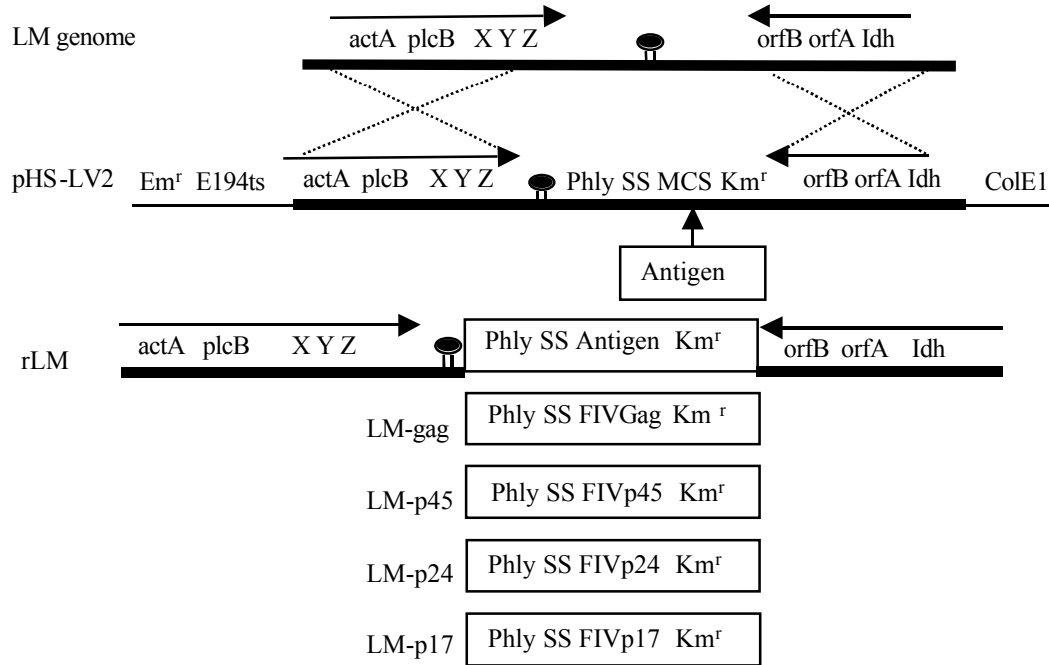 LM genome actA plcB X Y Z orfB orfA Idh
pHS-LV2 Emʳ E194ts actA plcB X Y Z Phly SS MCS Kmʳ orfB orfA Idh ColE1
Antigen
rLM actA plcB X Y Z Phly SS Antigen Kmʳ orfB orfA Idh
LM-gag Phly SS FIVGag Km ʳ
LM-p45 Phly SS FIVp45 Kmʳ
LM-p24 Phly SS FIVp24 Kmʳ
LM-p17 Phly SS FIVp17 Kmʳ